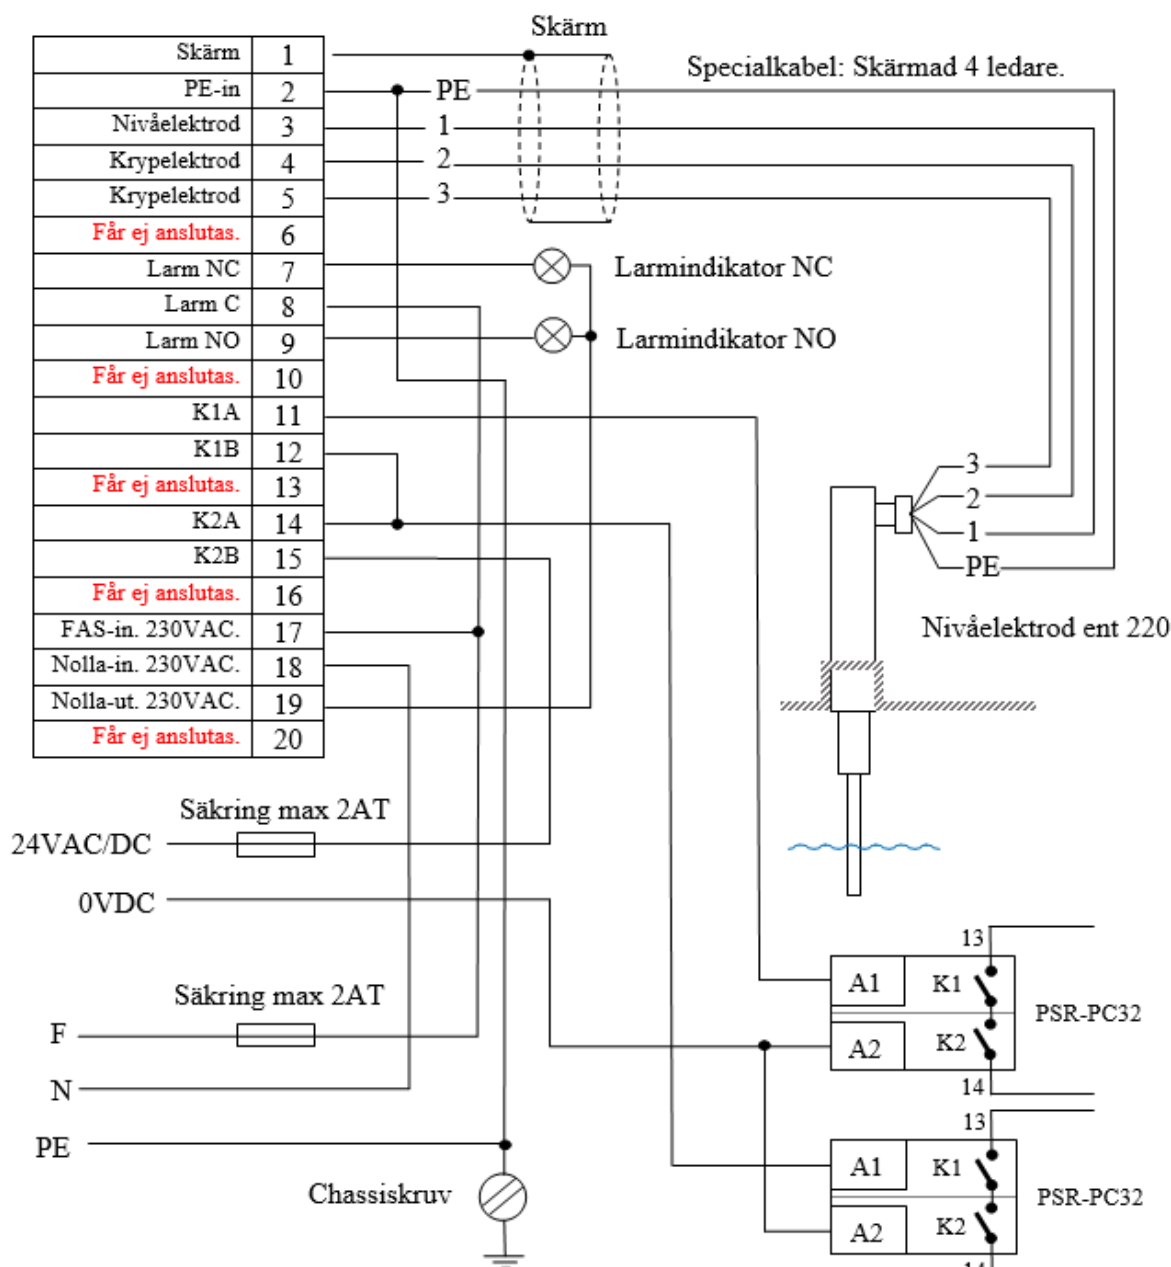 Skärm
Skärm 1
Specialkabel: Skärmad 4 ledare.
PE-in 2 PE
Nivåelektrod 3 1
Krypelektrod 4 2
Krypelektrod 5 3
Får ej anslutas. 6
Larm NC 7 Larmindikator NC
Larm C 8
Larm NO 9 Larmindikator NO
Får ej anslutas. 10
K1A 11
K1B 12
3
Får ej anslutas. 13
2
K2A 14
1
K2B 15
PE
Får ej anslutas. 16
FAS-in. 230VAC. 17
Nivåelektrod ent 220
Nolla-in. 230VAC. 18
Nolla-ut. 230VAC. 19
Får ej anslutas. 20
Säkring max 2AT
24VAC/DC
0VDC
13
A1 K1
Säkring max 2AT
PSR-PC32
F
A2 K2
N
14
13
PE
A1 K1
Chassiskruv
PSR-PC32
A2 K2
14